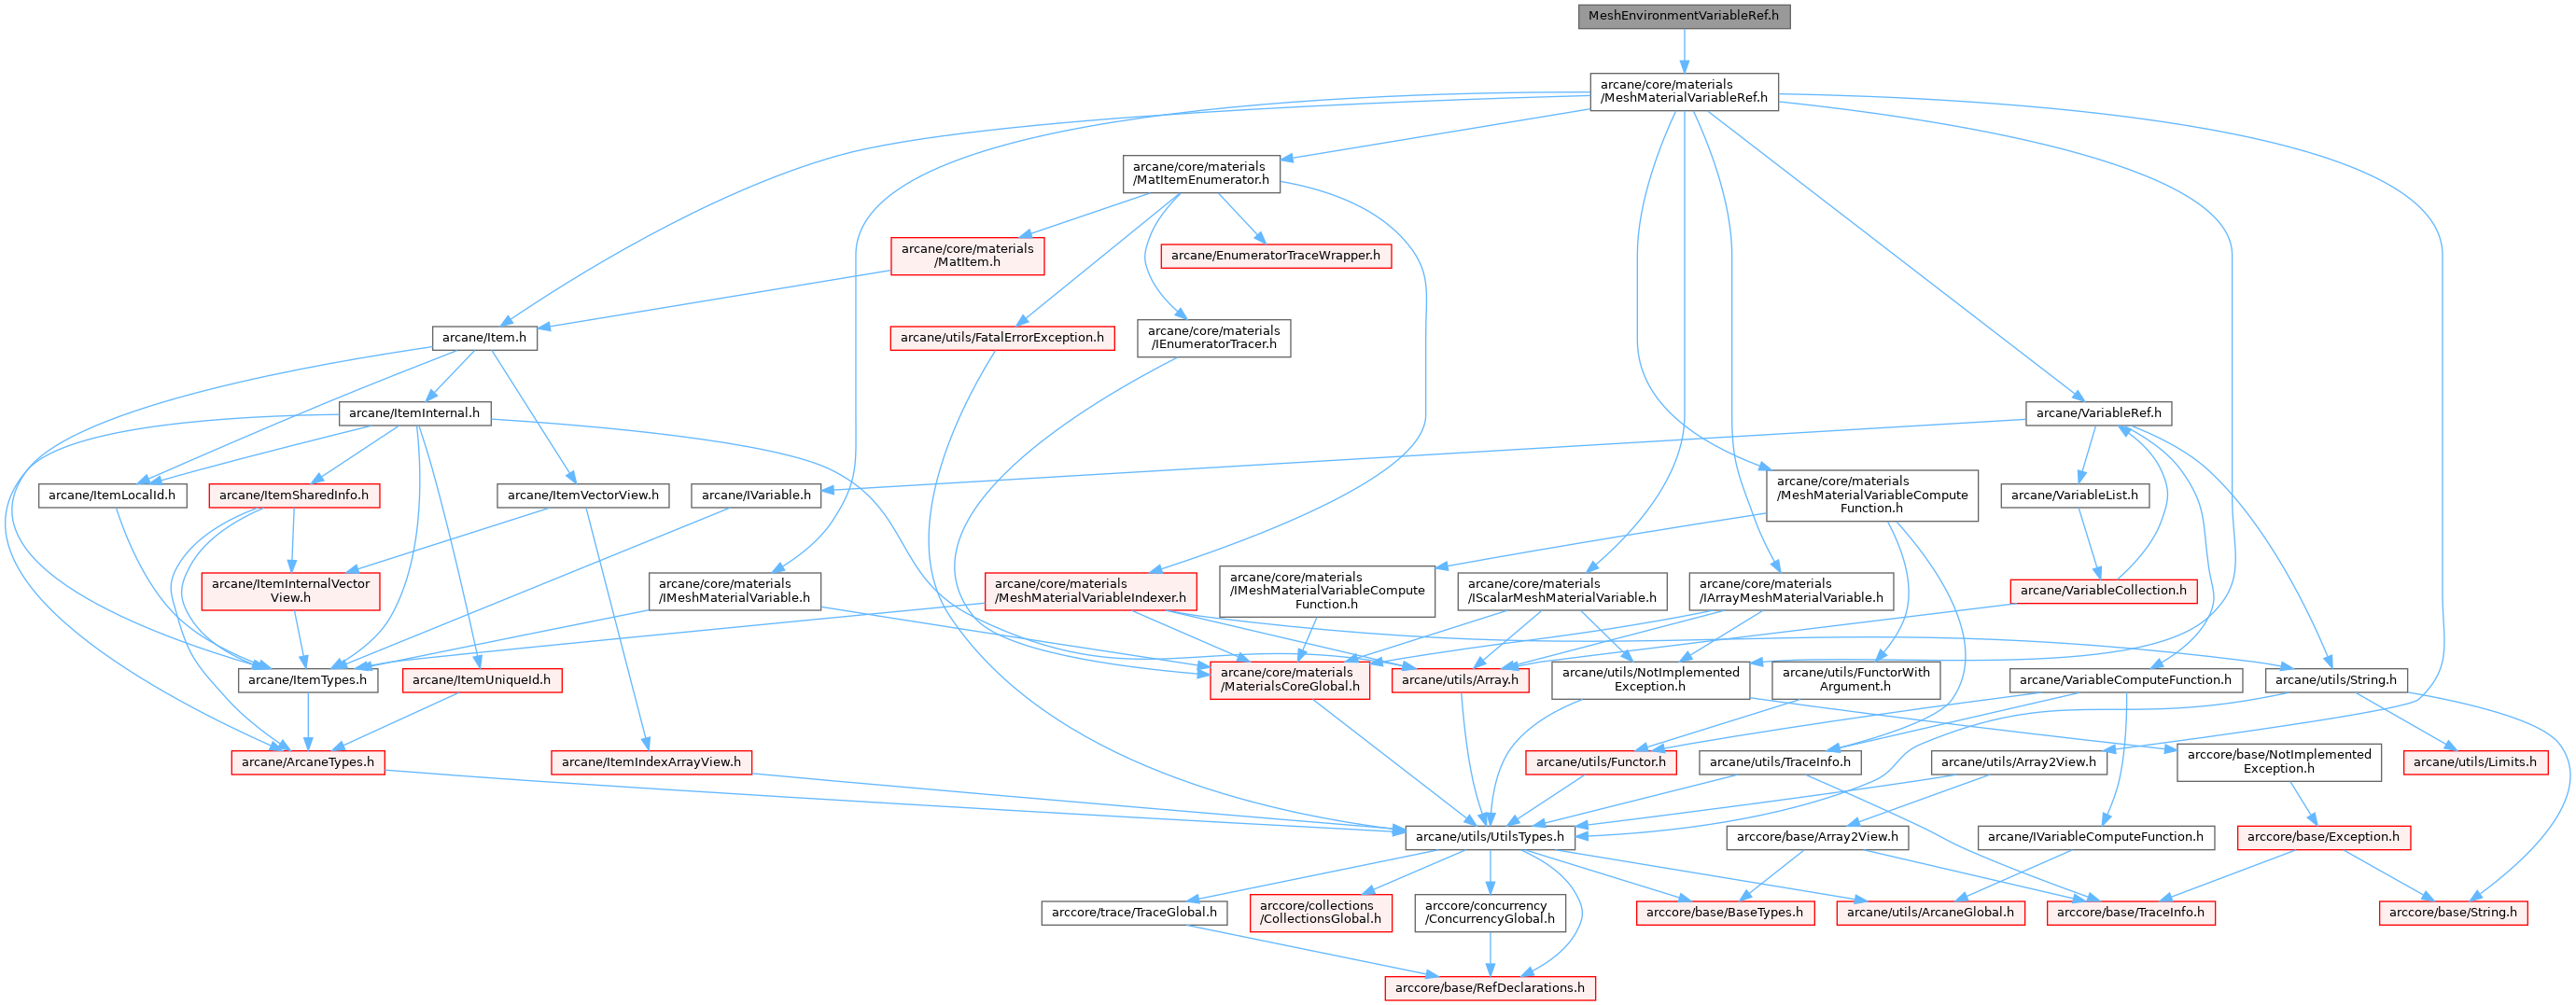 MeshEnvironmentVariableRef.h
arcane/core/materials
/MeshMaterialVariableRef.h
arcane/core/materials
/MatItemEnumerator.h
arcane/core/materials
/MatItem.h
arcane/EnumeratorTraceWrapper.h
arcane/Item.h
arcane/utils/FatalErrorException.h
arcane/core/materials
/IEnumeratorTracer.h
arcane/ItemInternal.h
arcane/VariableRef.h
arcane/ItemLocalId.h
arcane/ItemSharedInfo.h
arcane/ItemVectorView.h
arcane/IVariable.h
arcane/core/materials
/MeshMaterialVariableCompute
Function.h
arcane/VariableList.h
arcane/ItemInternalVector
View.h
arcane/core/materials
/IMeshMaterialVariable.h
arcane/core/materials
/MeshMaterialVariableIndexer.h
arcane/core/materials
/IMeshMaterialVariableCompute
Function.h
arcane/core/materials
/IScalarMeshMaterialVariable.h
arcane/core/materials
/IArrayMeshMaterialVariable.h
arcane/VariableCollection.h
arcane/ItemTypes.h
arcane/ItemUniqueId.h
arcane/core/materials
/MaterialsCoreGlobal.h
arcane/utils/Array.h
arcane/utils/NotImplemented
Exception.h
arcane/utils/FunctorWith
Argument.h
arcane/VariableComputeFunction.h
arcane/utils/String.h
arcane/ArcaneTypes.h
arcane/ItemIndexArrayView.h
arcane/utils/Functor.h
arcane/utils/TraceInfo.h
arcane/utils/Array2View.h
arccore/base/NotImplemented
Exception.h
arcane/utils/Limits.h
arcane/utils/UtilsTypes.h
arccore/base/Array2View.h
arcane/IVariableComputeFunction.h
arccore/base/Exception.h
arccore/trace/TraceGlobal.h
arccore/collections
/CollectionsGlobal.h
arccore/concurrency
/ConcurrencyGlobal.h
arccore/base/BaseTypes.h
arcane/utils/ArcaneGlobal.h
arccore/base/TraceInfo.h
arccore/base/String.h
arccore/base/RefDeclarations.h